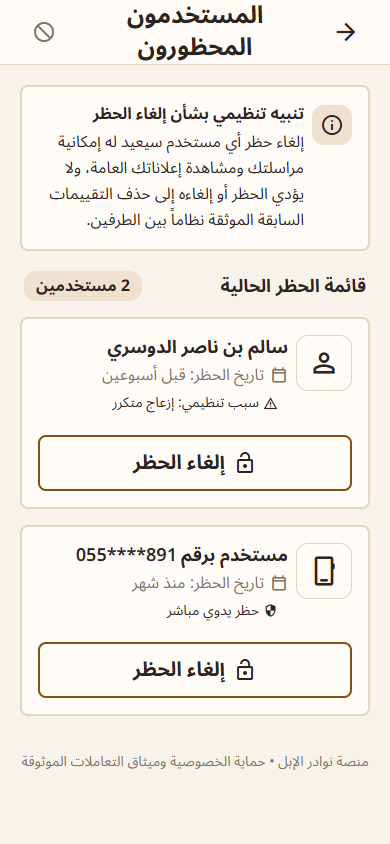 المستخدمون
المحظورون
تنبيه تنظيمي بشأن إلغاء الحظر
إلغاء حظر أي مستخدم سيعيد له إمكانية
مراسلتك ومشاهدة إعلاناتك العامة، ولا
يؤدي الحظر أو إلغاءه إلى حذف التقييمات
السابقة الموثقة نظاماً بين الطرفين.
قائمة الحظر الحالية
2 مستخدمين
سالم بن ناصر الدوسري
تاريخ الحظر: قبل أسبوعين
سبب تنظيمي: إزعاج متكرر
إلغاء الحظر
مستخدم برقم 891****055
تاريخ الحظر: منذ شهر
حظر يدوي مباشر
إلغاء الحظر
منصة نوادر الإبل • حماية الخصوصية وميثاق التعاملات الموثوقة